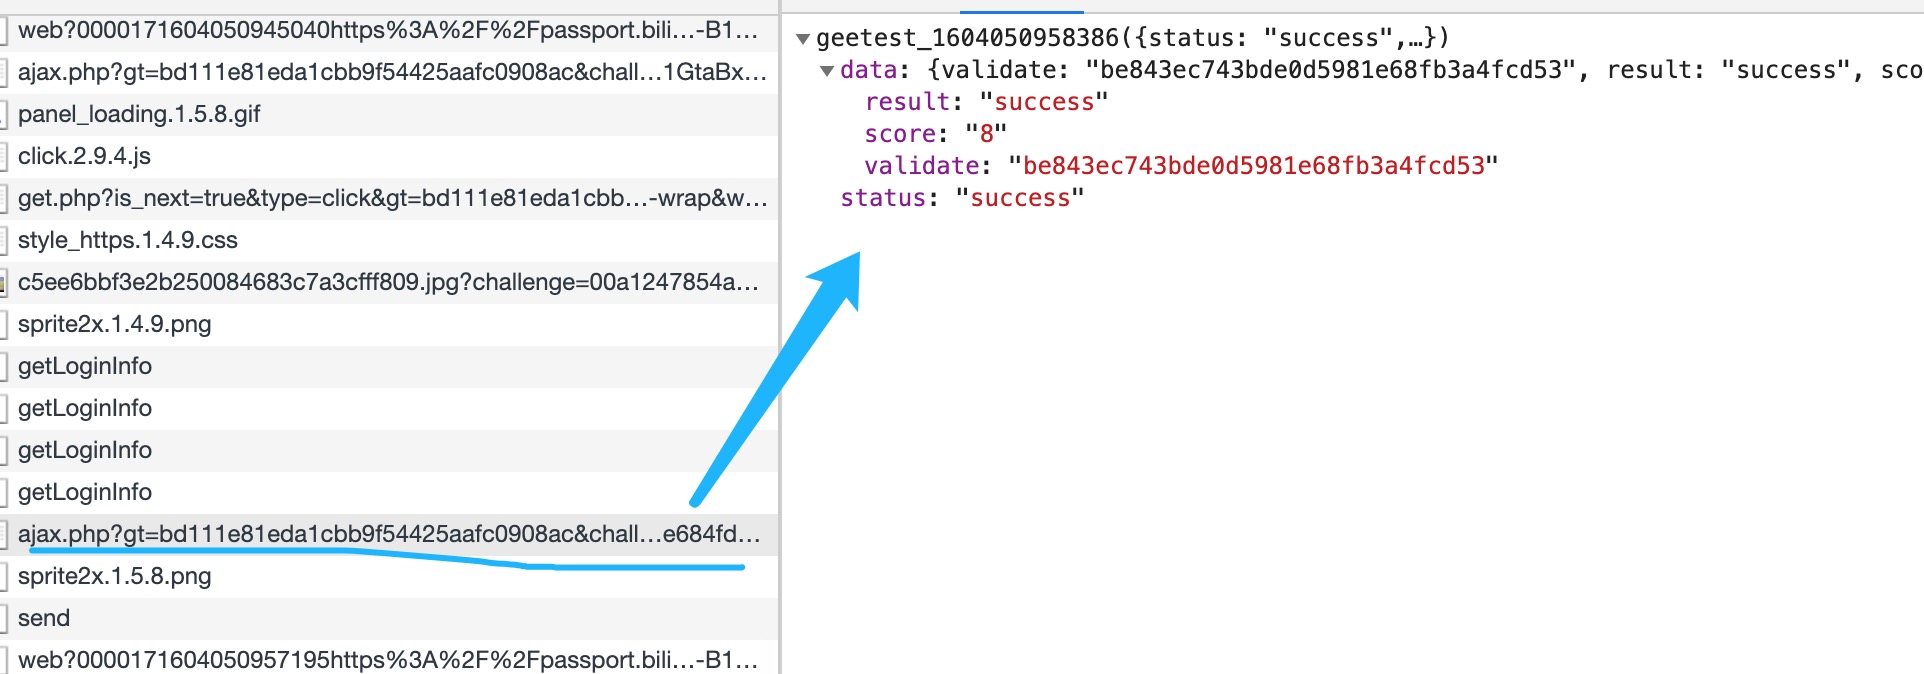 web?0000171604050945040https%3A%2F%2Fpassport.bili...-B1...
ajax.php?gt=bd111e81eda1cbb9f54425aafc0908ac&chall...1GtaBx...
panel_loading.1.5.8.gif
click.2.9.4.js
get.php?is_next=true&type=click&gt=bd111e81eda1cbb...-wrap&w...
style_https.1.4.9.css
c5ee6bbf3e2b250084683c7a3cfff809.jpg?challenge=00a1247854a...
sprite2x.1.4.9.png
getLoginInfo
getLoginInfo
getLoginInfo
getLoginInfo
ajax.php?gt=bd111e81eda1cbb9f54425aafc0908ac&chall...e684fd...
sprite2x.1.5.8.png
send
web?0000171604050957195https%3A%2F%2Fpassport.bili...-B1...
geetest_1604050958386({status: "success",…})
data: {validate: "be843ec743bde0d5981e68fb3a4fcd53", result: "success", sco
result: "success"
score: "8"
validate: "be843ec743bde0d5981e68fb3a4fcd53"
status: "success"